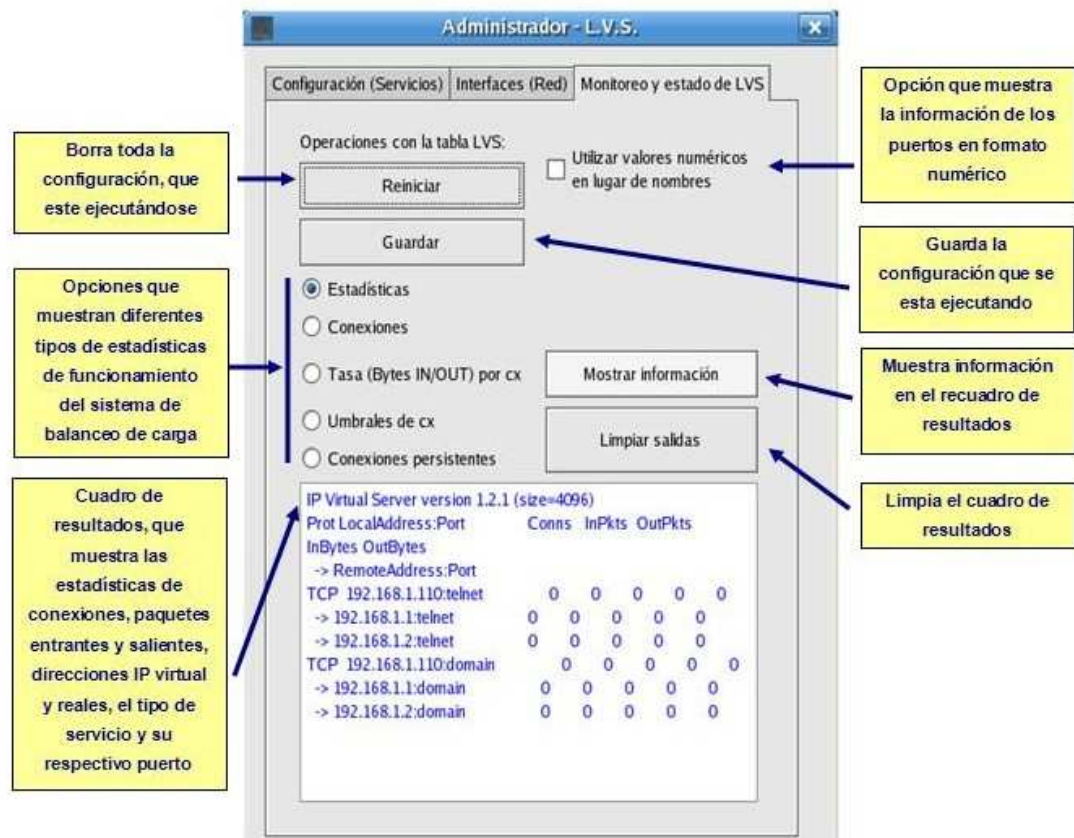 Administrador - L.V.S.
Configuración (Servicios)
Interfaces (Red)
Monitoreo y estado de LVS
Operaciones con la tabla LVS:
Reiniciar
Utilizar valores numéricos
en lugar de nombres
Guardar
Estadísticas
Conexiones
Tasa (Bytes IN/OUT) por cx
Mostrar información
Umbrales de cx
Limpiar salidas
Conexiones persistentes
IP Virtual Server version 1.2.1 (size=4096)
Prot LocalAddress:Port Conns InPkts OutPkts
InBytes OutBytes
-> RemoteAddress:Port
TCP 192.168.1.110:telnet 0 0 0 0 0
-> 192.168.1.1:telnet 0 0 0 0 0
-> 192.168.1.2:telnet 0 0 0 0 0
TCP 192.168.1.110:domain 0 0 0 0 0
-> 192.168.1.1:domain 0 0 0 0 0
-> 192.168.1.2:domain 0 0 0 0 0
Borra toda la
configuración, que
este ejecutándose
Opciones que
muestran diferentes
tipos de estadísticas
de funcionamiento
del sistema de
balanceo de carga
Cuadro de
resultados, que
muestra las
estadísticas de
conexiones, paquetes
entrantes y salientes,
direcciones IP virtual
y reales, el tipo de
servicio y su
respectivo puerto
Opción que muestra
la información de los
puertos en formato
numérico
Guarda la
configuración que se
esta ejecutando
Muestra información
en el recuadro de
resultados
Limpia el cuadro de
resultados